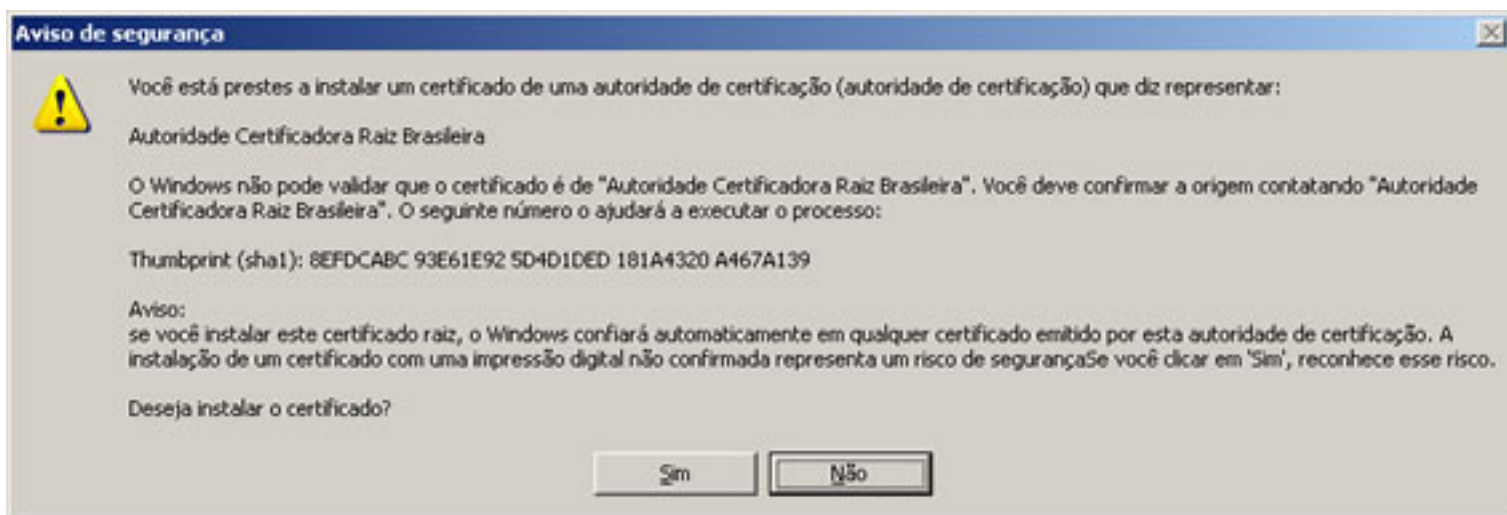 Aviso de segurança
Você está prestes a instalar um certificado de uma autoridade de certificação (autoridade de certificação) que diz representar:
Autoridade Certificadora Raiz Brasileira
O Windows não pode validar que o certificado é de "Autoridade Certificadora Raiz Brasileira". Você deve confirmar a origem contatando "Autoridade
Certificadora Raiz Brasileira". O seguinte número o ajudará a executar o processo:
Thumbprint (sha1): 8EFDCABC 93E61E92 5D4D1DED 181A4320 A467A139
Aviso:
se você instalar este certificado raiz, o Windows confiará automaticamente em qualquer certificado emitido por esta autoridade de certificação. A
instalação de um certificado com uma impressão digital não confirmada representa um risco de segurançaSe você clicar em 'Sim', reconhece esse risco.
Deseja instalar o certificado?
Sim
Não